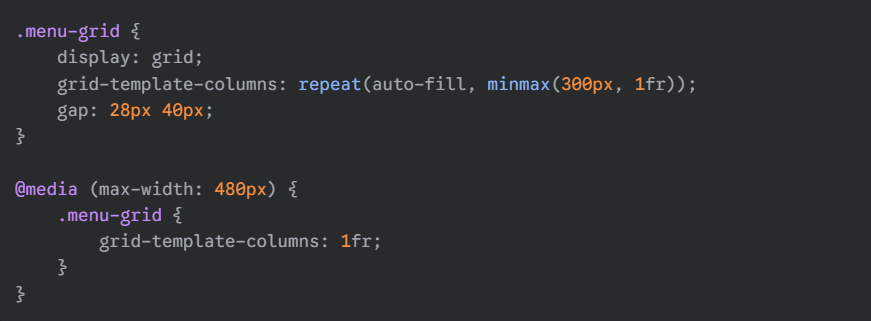 .menu-grid {
    display: grid;
    grid-template-columns: repeat(auto-fill, minmax(300px, 1fr));
    gap: 28px 40px;
}

@media (max-width: 480px) {
    .menu-grid {
        grid-template-columns: 1fr;
    }
}